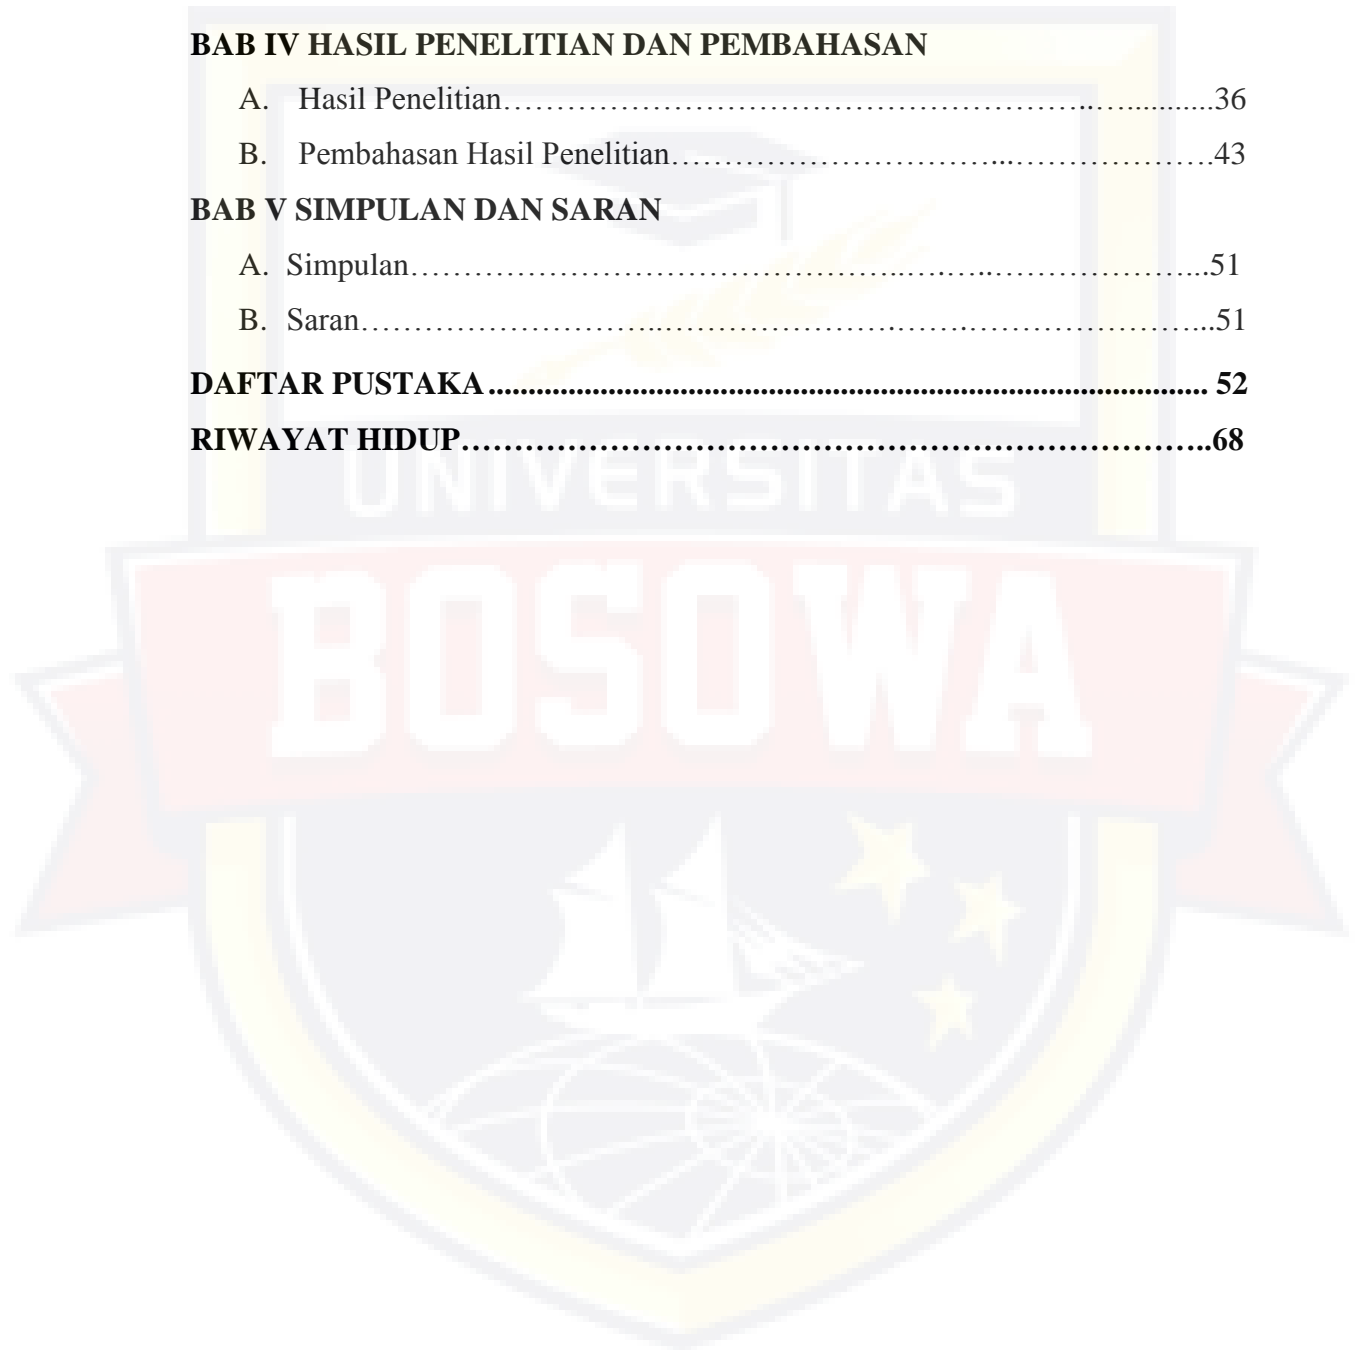 BAB IV HASIL PENELITIAN DAN PEMBAHASAN
A. Hasil Penelitian……………………………………………………………..…...........36
B. Pembahasan Hasil Penelitian…………………………...……………….43
BAB V SIMPULAN DAN SARAN
A. Simpulan………………………………………..….…..………………...51
B. Saran……………………..………………….…….…………………...51
DAFTAR PUSTAKA........................................................................................... 52
RIWAYAT HIDUP……………………………………………………………..68
UNIVERSITAS
BOSOWA